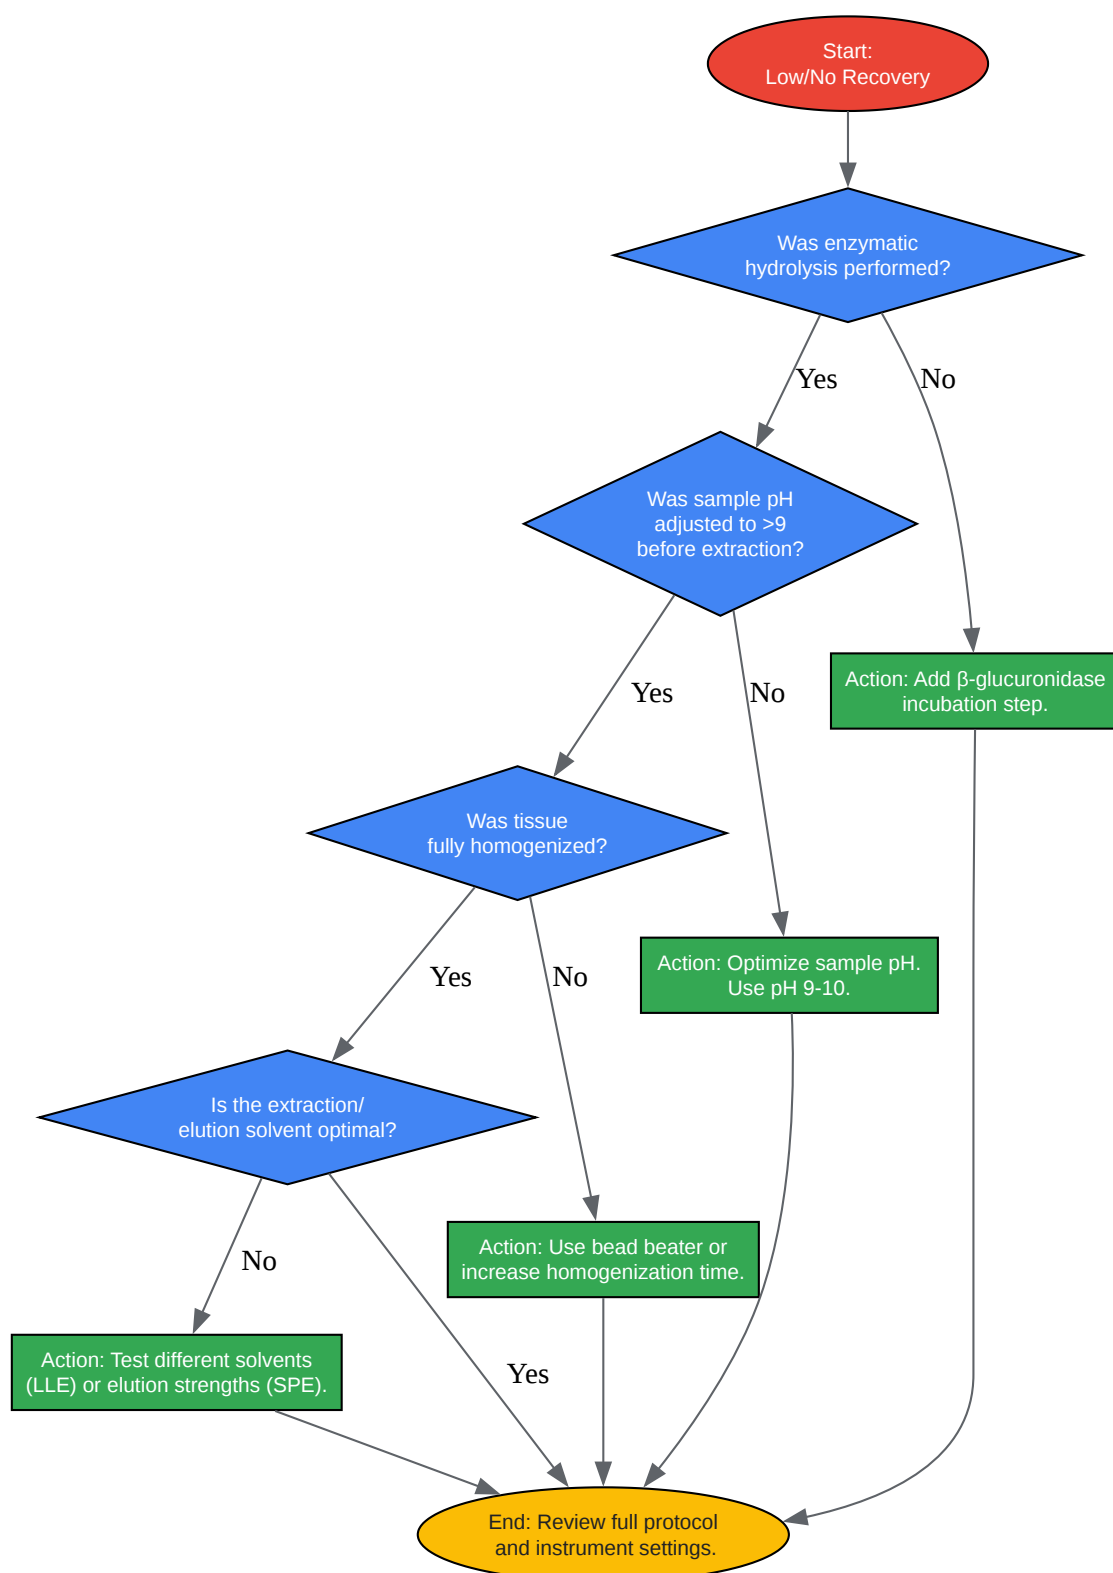 Start:
Low/No Recovery
Was enzymatic
hydrolysis performed?
Yes
No
Was sample pH
adjusted to >9
before extraction?
Action: Add β-glucuronidase
incubation step.
Yes
No
Was tissue
fully homogenized?
Action: Optimize sample pH.
Use pH 9-10.
Yes
No
Is the extraction/
elution solvent optimal?
Action: Use bead beater or
increase homogenization time.
No
Action: Test different solvents
(LLE) or elution strengths (SPE).
Yes
End: Review full protocol
and instrument settings.